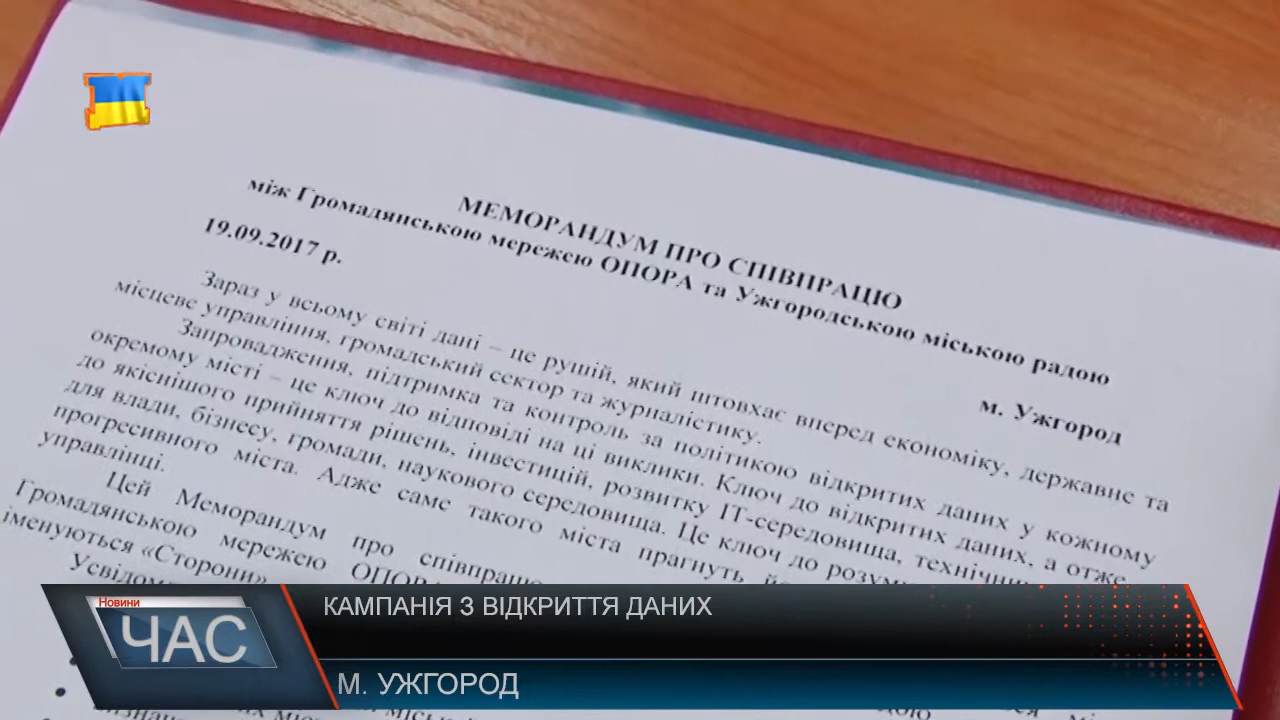 МЕМОРАНДУМ ПРО СПІВПРАЦЮ
між Громадянською мережею ОПОРА та Ужгородською міською радою
19.09.2017 р.
м. Ужгород
Зараз у всьому світі дані – це рушій, який штовхає вперед економіку, державне та
місцеве управління, громадський сектор та журналістику.
Запровадження, підтримка та контроль за політикою відкритих даних у кожному
окремому місті – це ключ до відповіді на ці виклики. Ключ до відкритих даних, а отже,
до якіснішого прийняття рішень, інвестицій, розвитку ІТ-середовища,
для влади, бізнесу, громади, наукового середовища. Це ключ до
прогресивного міста. Адже саме такого міста прагнуть
управлінці.
Цей Меморандум про
Громадянською мережею
іменуються «Сторони»
Новини
ЧАС
КАМПАНІЯ З ВІДКРИТТЯ ДАНИХ
М. УЖГОРОД